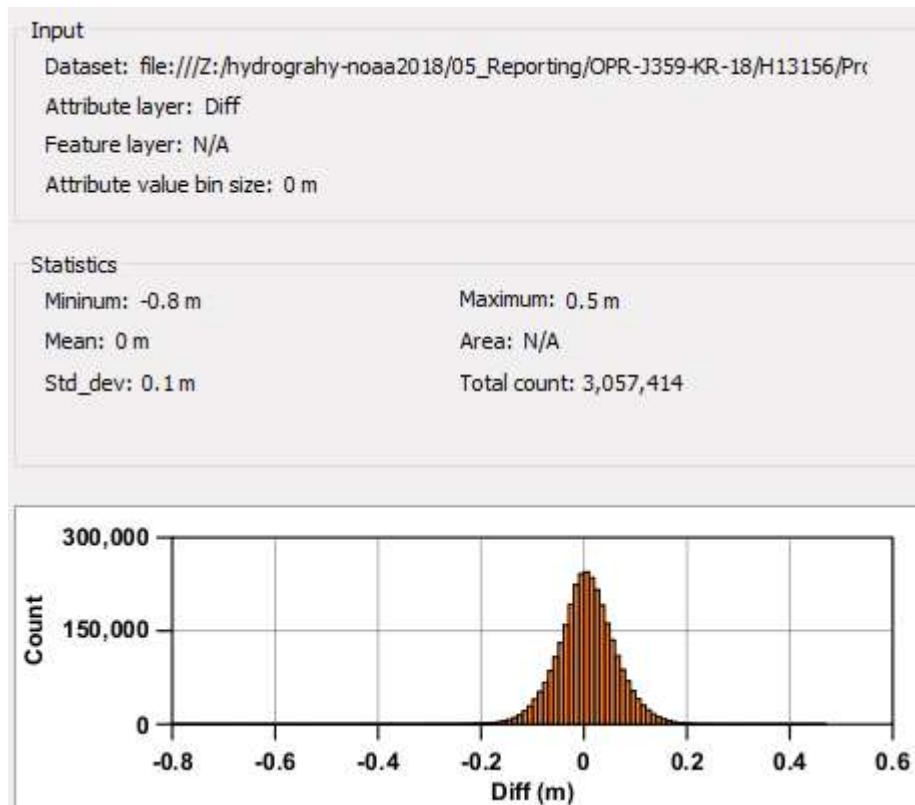 Input
Dataset: file:///Z:/hydrograhy-noaa2018/05_Reporting/OPR-J359-KR-18/H13156/Pr
Attribute layer: Diff
Feature layer: N/A
Attribute value bin size: 0 m
Statistics
Mininum: -0.8 m
Maximum: 0.5 m
Mean: 0 m
Area: N/A
Std_dev: 0.1 m
Total count: 3,057,414
300,000
150,000
0
Count
-0.8 -0.6 -0.4 -0.2 0 0.2 0.4 0.6
Diff (m)